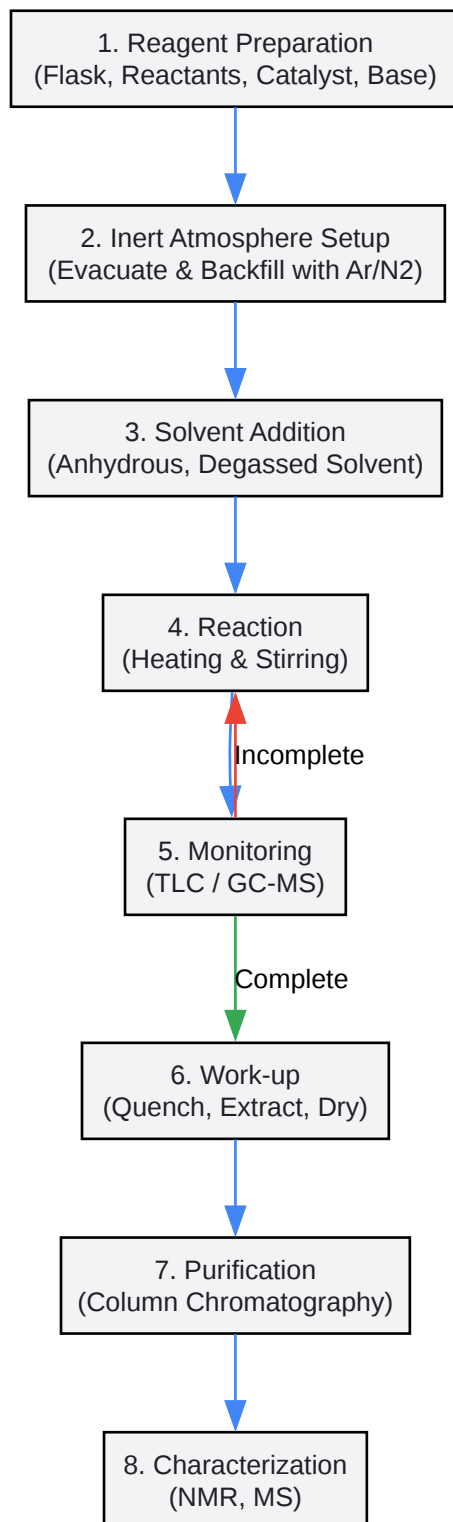 1. Reagent Preparation
(Flask, Reactants, Catalyst, Base)
2. Inert Atmosphere Setup
(Evacuate & Backfill with Ar/N2)
3. Solvent Addition
(Anhydrous, Degassed Solvent)
4. Reaction
(Heating & Stirring)
Incomplete
5. Monitoring
(TLC / GC-MS)
Complete
6. Work-up
(Quench, Extract, Dry)
7. Purification
(Column Chromatography)
8. Characterization
(NMR, MS)